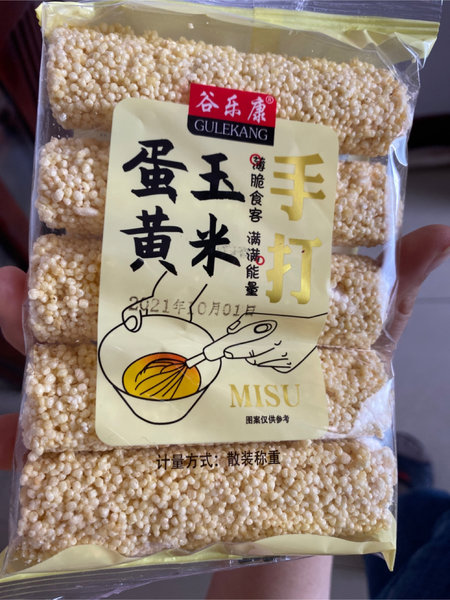 谷乐康®
GULEKANG
蛋黄
玉米
手打
薄脆食客 满满能量
2021年10月01日
MISU
图案仅供参考
计量方式：散装称重